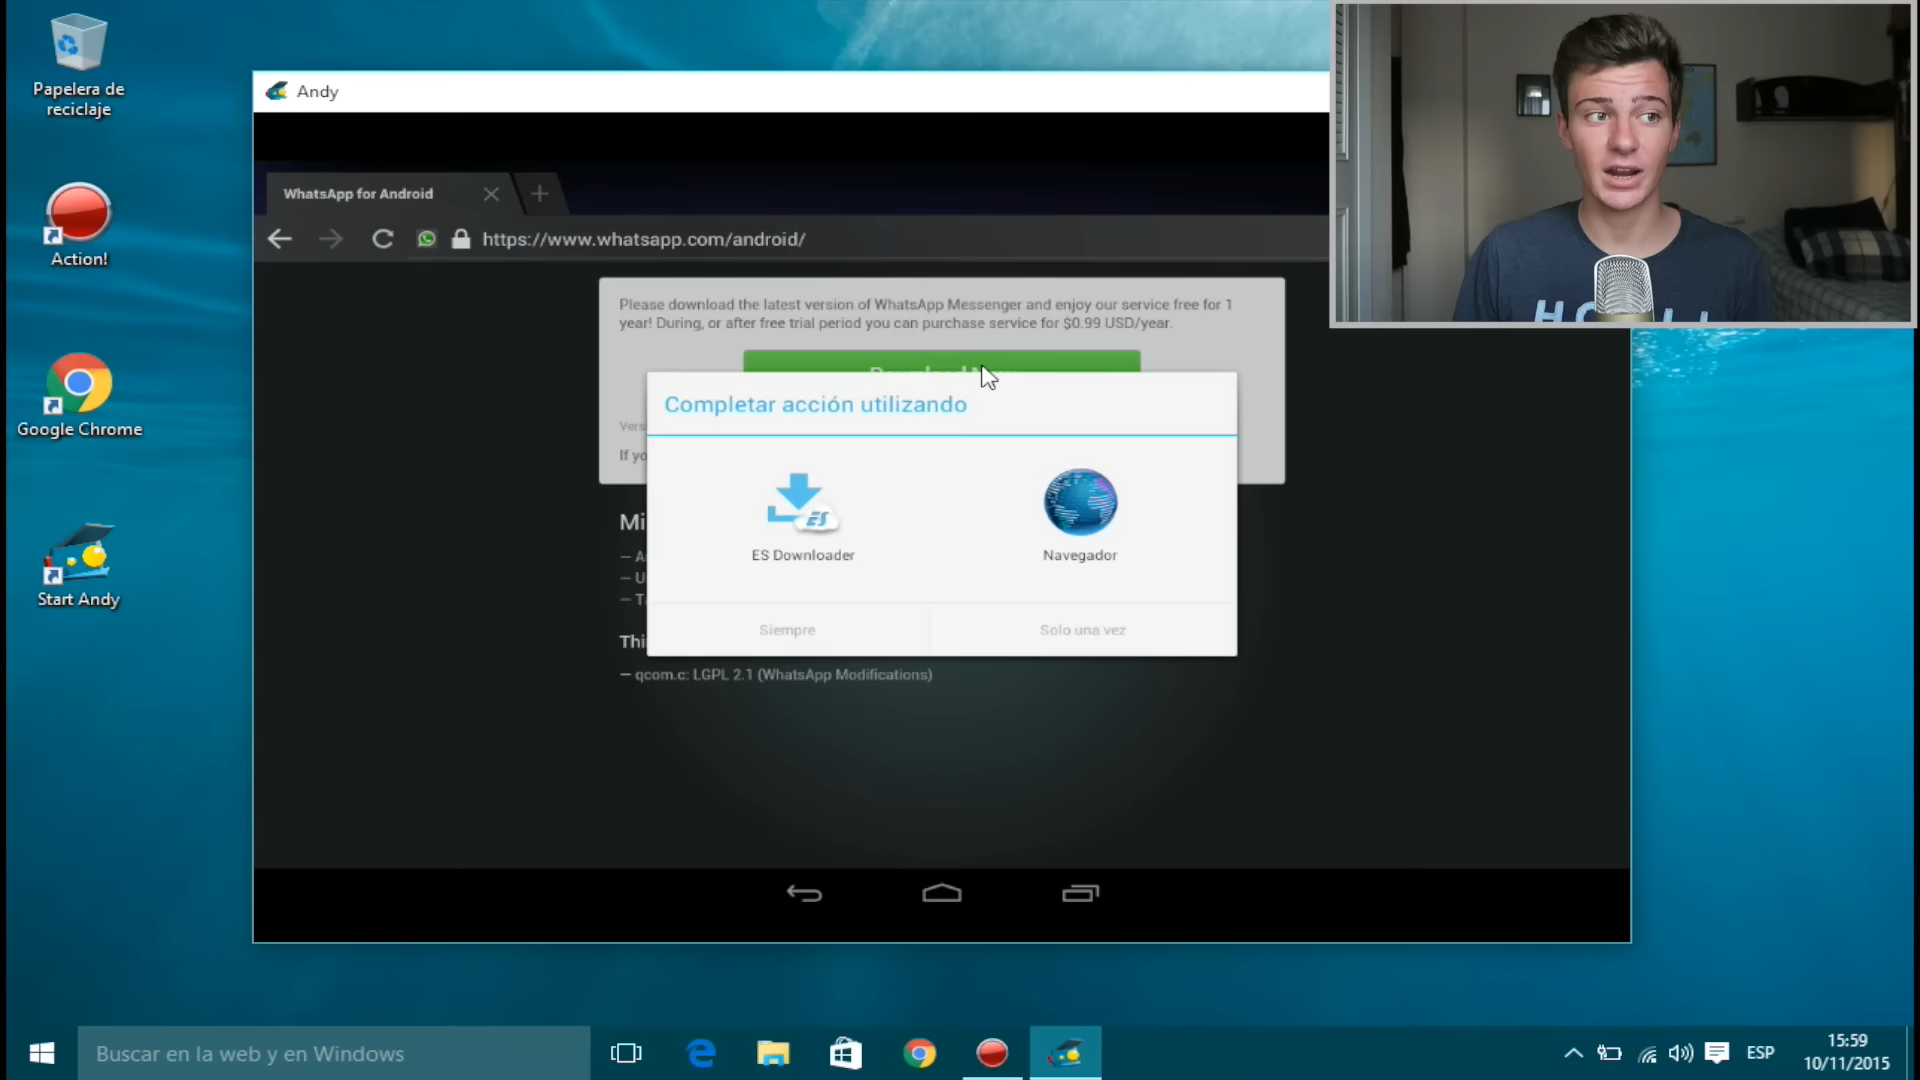 Papelera de
reciclaje
Action!
Google Chrome
Start Andy
Andy
WhatsApp for Android
https://www.whatsapp.com/android/
Please download the latest version of WhatsApp Messenger and enjoy our service free for 1
year! During, or after free trial period you can purchase service for $0.99 USD/year.
Completar acción utilizando
ES
ES Downloader
Navegador
Siempre
Solo una vez
— qcom.c: LGPL 2.1 (WhatsApp Modifications)
Buscar en la web y en Windows
ESP
15:59
10/11/2015